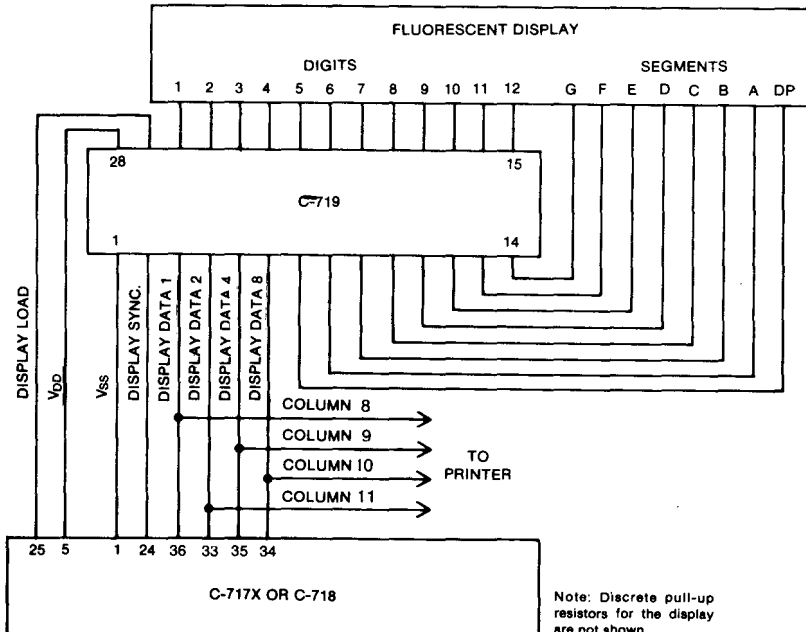 FLUORESCENT DISPLAY
DIGITS SEGMENTS
1 2 3 4 5 6 7 8 9 10 11 12 G F E D C B A DP
28 15
C-719
1 14
DISPLAY LOAD
VDD
VSS
DISPLAY SYNC.
DISPLAY DATA 1
DISPLAY DATA 2
DISPLAY DATA 4
DISPLAY DATA 8
COLUMN 8
COLUMN 9
COLUMN 10
COLUMN 11
TO
PRINTER
25 5 1 24 36 33 35 34
C-717X OR C-718
Note: Discrete pull-up
resistors for the display
are not shown